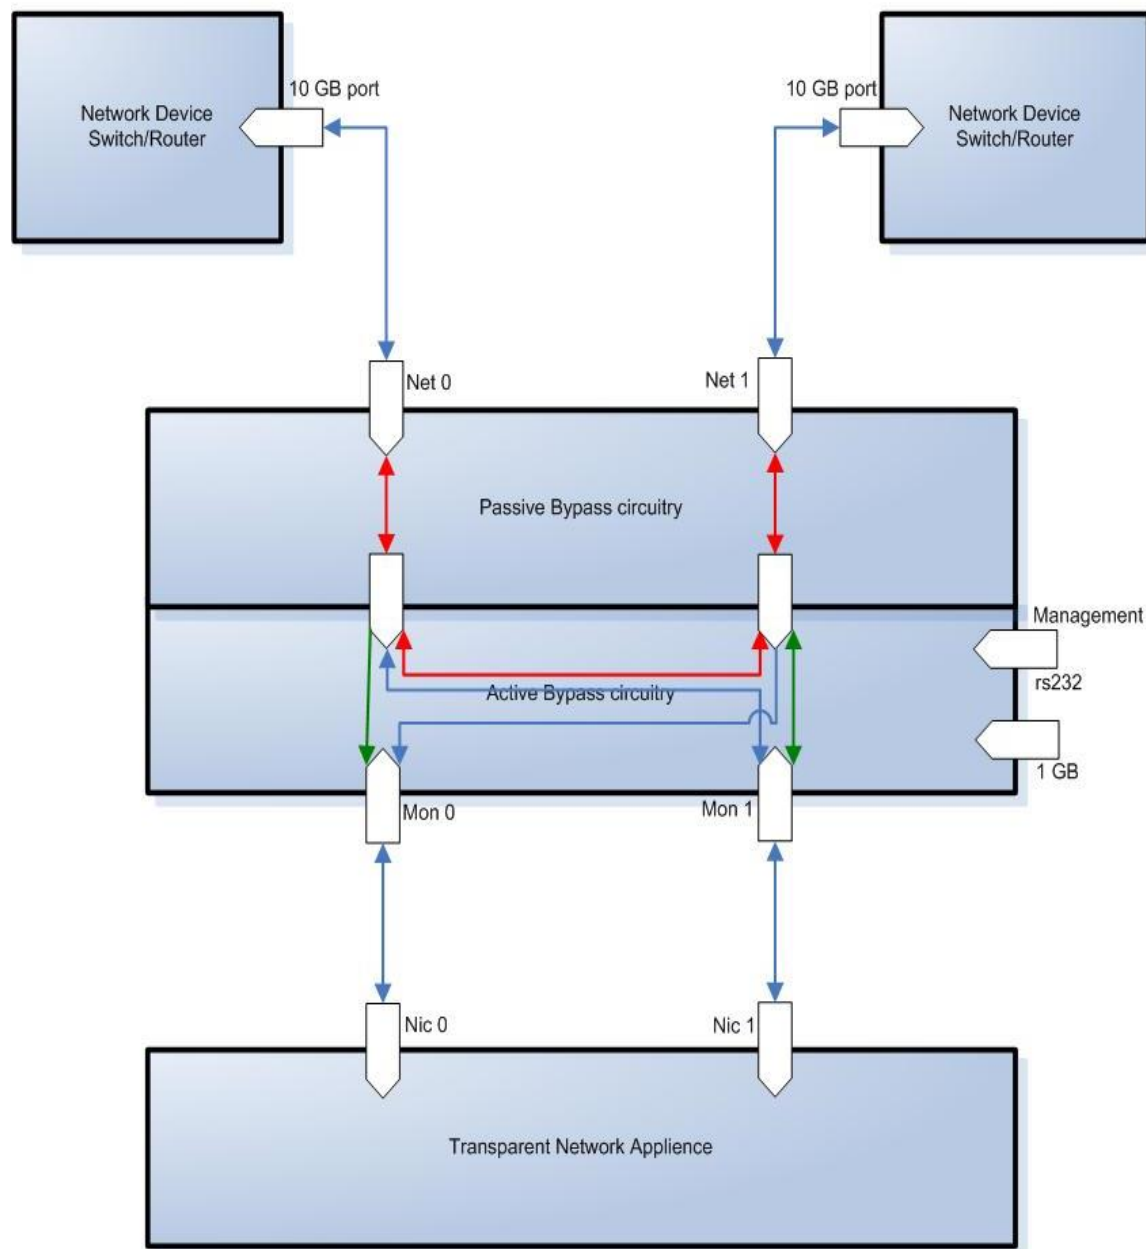 10 GB port
10 GB port
Network Device
Switch/Router
Network Device
Switch/Router
Net 0
Net 1
Passive Bypass circuitry
Management
rs232
Active Bypass circuitry
1 GB
Mon 0
Mon 1
Nic 0
Nic 1
Transparent Network Applience